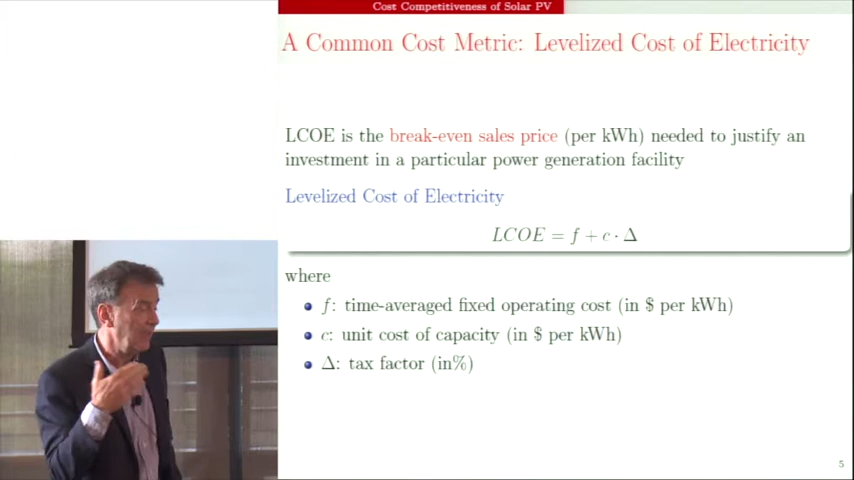 Cost Competitiveness of Solar PV
A Common Cost Metric: Levelized Cost of Electricity
LCOE is the break-even sales price (per kWh) needed to justify an
investment in a particular power generation facility
Levelized Cost of Electricity
LCOE = f + c · Δ
where
f: time-averaged fixed operating cost (in $ per kWh)
c: unit cost of capacity (in $ per kWh)
Δ: tax factor (in%)
5